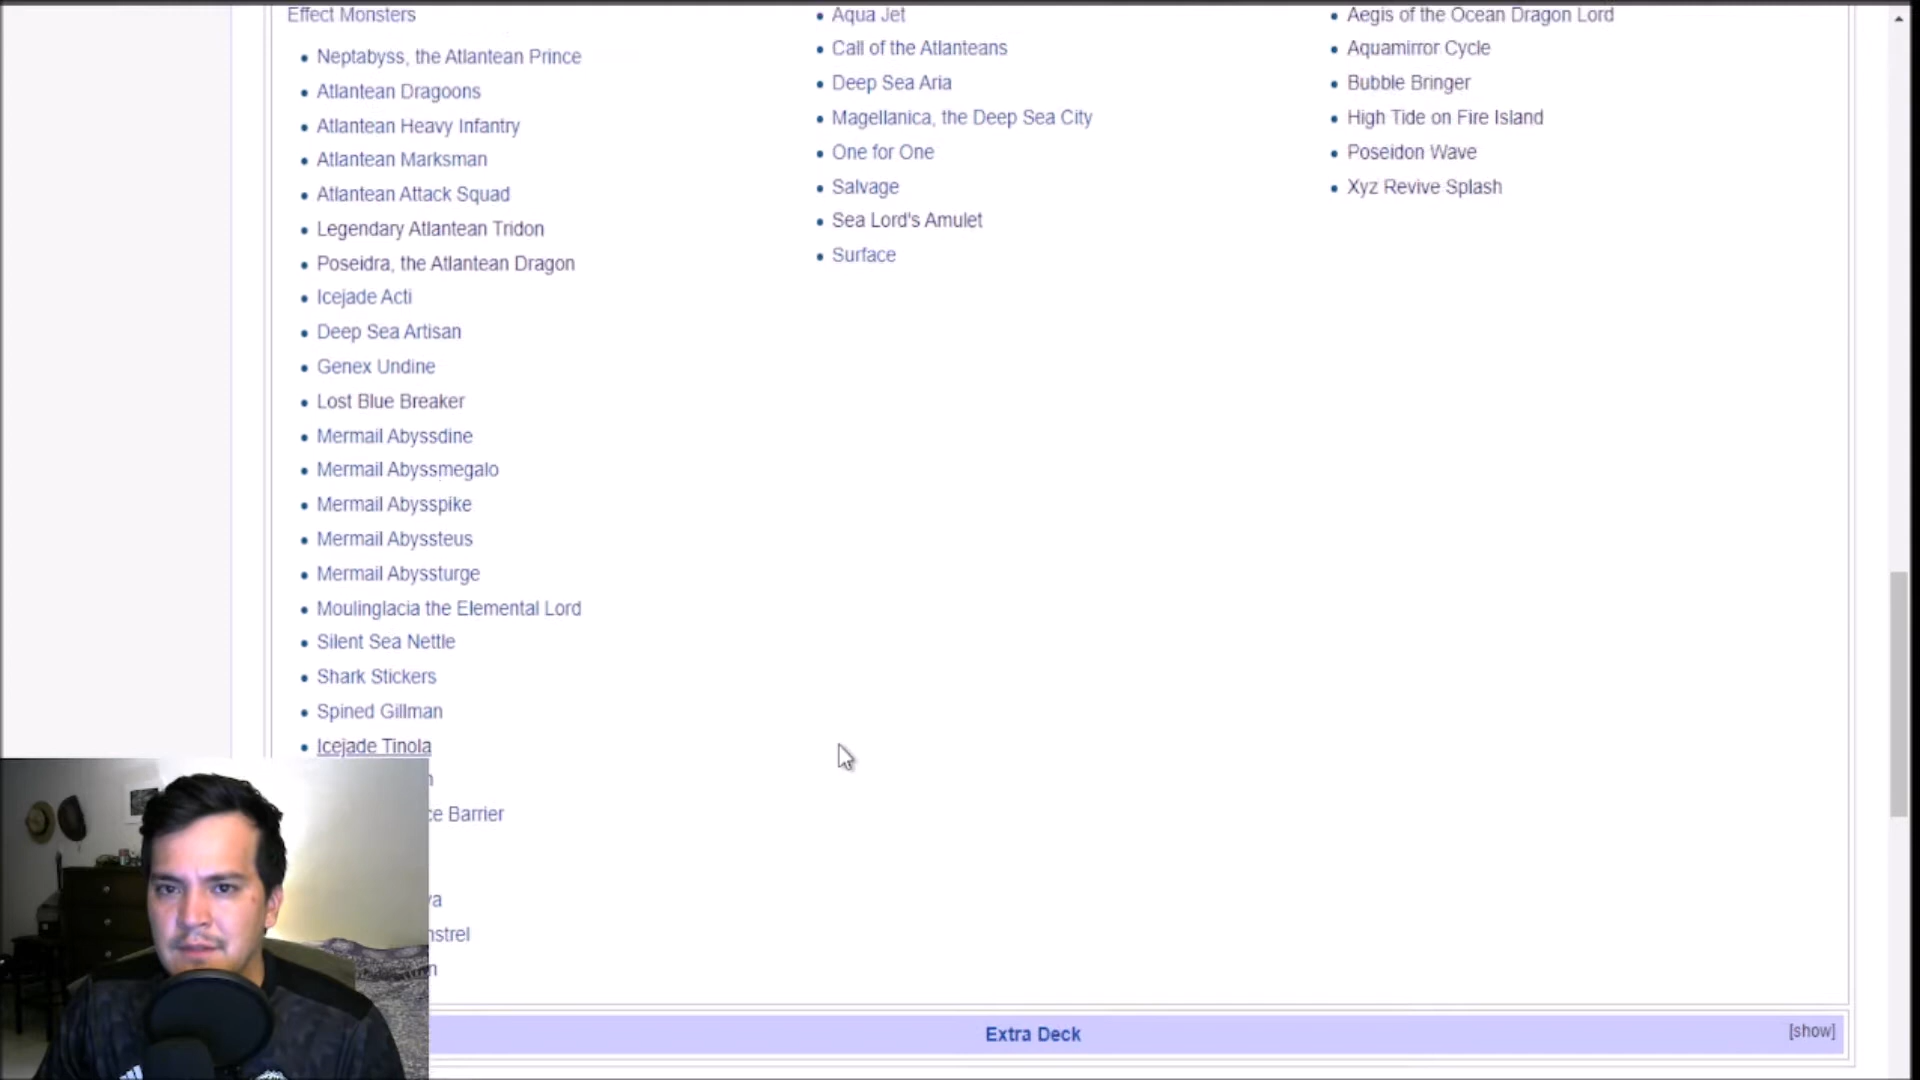 Effect Monsters
Neptabyss, the Atlantean Prince
Atlantean Dragoons
Atlantean Heavy Infantry
Atlantean Marksman
Atlantean Attack Squad
Legendary Atlantean Tridon
Poseidra, the Atlantean Dragon
Icejade Acti
Deep Sea Artisan
Genex Undine
Lost Blue Breaker
Mermail Abyssdine
Mermail Abyssmegalo
Mermail Abysspike
Mermail Abyssteus
Mermail Abyssturge
Moulinglacia the Elemental Lord
Silent Sea Nettle
Shark Stickers
Spined Gillman
Icejade Tinola
Barrier
Aqua Jet
Call of the Atlanteans
Deep Sea Aria
Magellanica, the Deep Sea City
One for One
Salvage
Sea Lord's Amulet
Surface
Aegis of the Ocean Dragon Lord
Aquamirror Cycle
Bubble Bringer
High Tide on Fire Island
Poseidon Wave
Xyz Revive Splash
Extra Deck
[show]